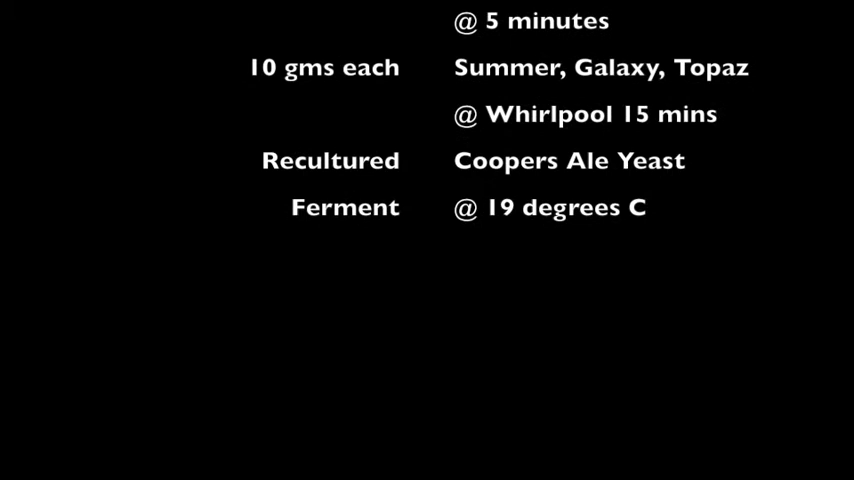 @ 5 minutes
10 gms each Summer, Galaxy, Topaz
@ Whirlpool 15 mins
Recultured Coopers Ale Yeast
Ferment @ 19 degrees C